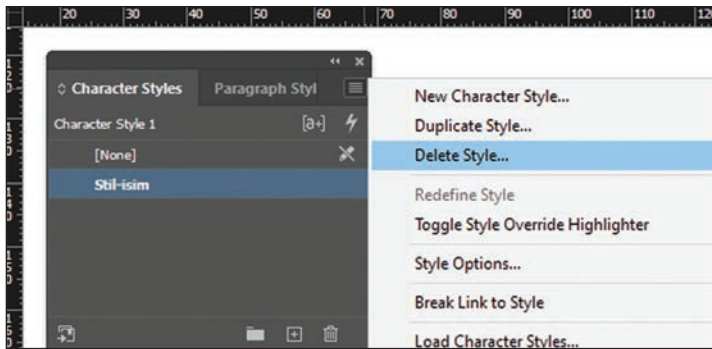 20 30 40 50 60 70 80 90 100 110 12
Character Styles Paragraph Styl
Character Style 1 [a+]
[None]
Stil-isim
New Character Style...
Duplicate Style...
Delete Style...
Redefine Style
Toggle Style Override Highlighter
Style Options...
Break Link to Style
Load Character Styles...